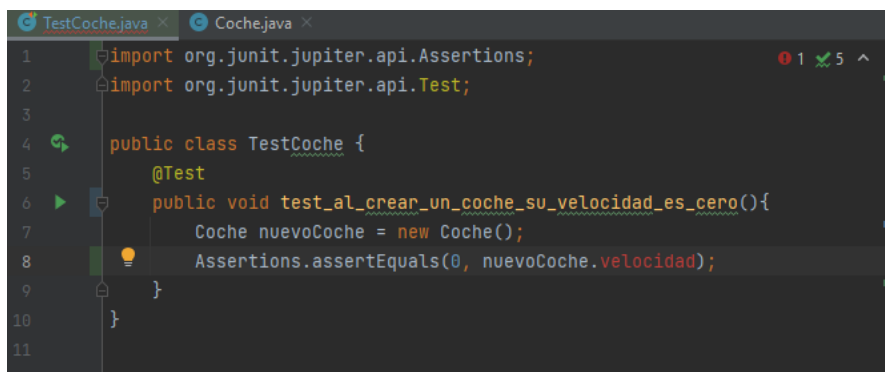 TestCoche.java × Coche.java ×
1 import org.junit.jupiter.api.Assertions; 1 5
2 import org.junit.jupiter.api.Test;
3
4 public class TestCoche {
5 @Test
6 public void test_al_crear_un_coche_su_velocidad_es_cero(){
7 Coche nuevoCoche = new Coche();
8 Assertions.assertEquals(0, nuevoCoche.velocidad);
9 }
10 }
11